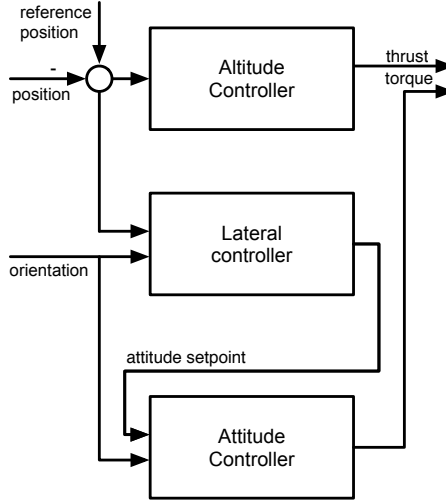 reference
position
-
position
Altitude
Controller
thrust
torque
Lateral
controller
orientation
attitude setpoint
Attitude
Controller